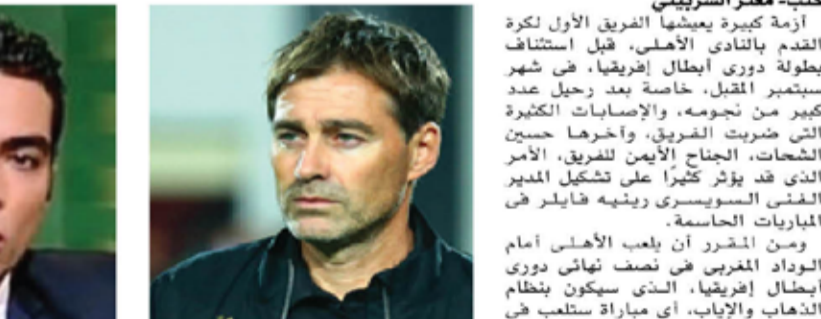 كتب- معتز الشربينى
أزمة كبيرة يعيشها الفريق الأول لكرة
القدم بالنادى الأهلى، قبل استئناف
بطولة دورى أبطال إفريقيا، فى شهر
سبتمبر المقبل، خاصة بعد رحيل عدد
كبير من نجومه، والإصابات الكثيرة
التى ضربت الفريق، وآخرها حسين
الشحات، الجناح الأيمن للفريق، الأمر
الذى قد يؤثر كثيرًا على تشكيل المدير
الفنى السويسرى رينيه فايلر فى
المباريات الحاسمة.
ومن المقرر أن يلعب الأهلى أمام
الوداد المغربى فى نصف نهائى دورى
أبطال إفريقيا، الذى سيكون بنظام
الذهاب والإياب، أى مباراة ستلعب فى